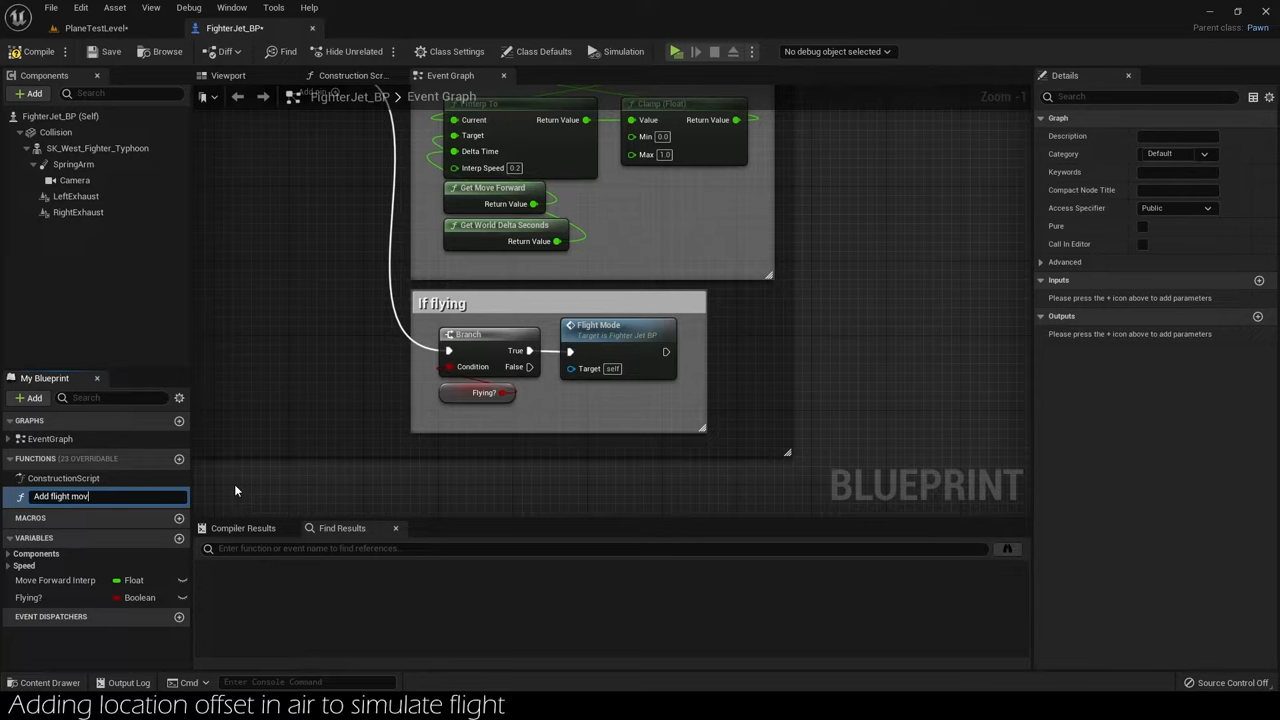 File Edit Asset View Debug Window Tools Help
PlaneTestLevel• FighterJet_BP• Parent class: Pawn
Compile Save Browse Diff Find Hide Unrelated Class Settings Class Defaults Simulation No debug object selected
Components
Add Search
FighterJet_BP (Self)
Collision
SK_West_Fighter_Typhoon
SpringArm
Camera
LeftExhaust
RightExhaust
My Blueprint
Add Search
GRAPHS
EventGraph
FUNCTIONS (23 OVERRIDABLE
ConstructionScript
Add flight mov
MACROS
VARIABLES
Components
Speed
Move Forward Interp Float
Flying? Boolean
EVENT DISPATCHERS
Viewport Construction Scr... Event Graph
FighterJet_BP > Event Graph Zoom -1
Current Return Value
Target
Delta Time
Interp Speed 0.2
Clamp (Float)
Value Return Value
Min 0.0
Max 1.0
Get Move Forward
Return Value
Get World Delta Seconds
Return Value
If flying
Branch
True
Condition False
Flying?
Flight Mode
Target is Fighter Jet BP
Target self
BLUEPRINT
Compiler Results Find Results
Enter function or event name to find references...
Details
Search
Graph
Description
Category Default
Keywords
Compact Node Title
Access Specifier Public
Pure
Call In Editor
Advanced
Inputs
Please press the + icon above to add parameters
Outputs
Please press the + icon above to add parameters
Content Drawer Output Log Cmd Enter Console Command Source Control Off
Adding location offset in air to simulate flight